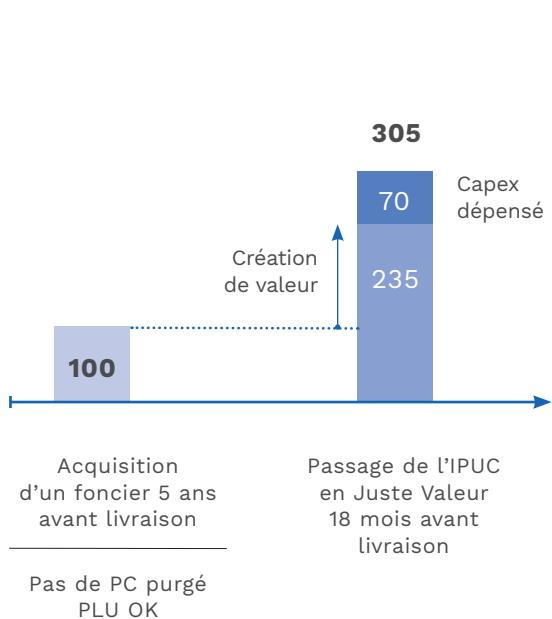 305
70
Capex
dépensé
Création
de valeur
235
100
Acquisition
d’un foncier 5 ans
avant livraison
Pas de PC purgé
PLU OK
Passage de l’IPUC
en Juste Valeur
18 mois avant
livraison